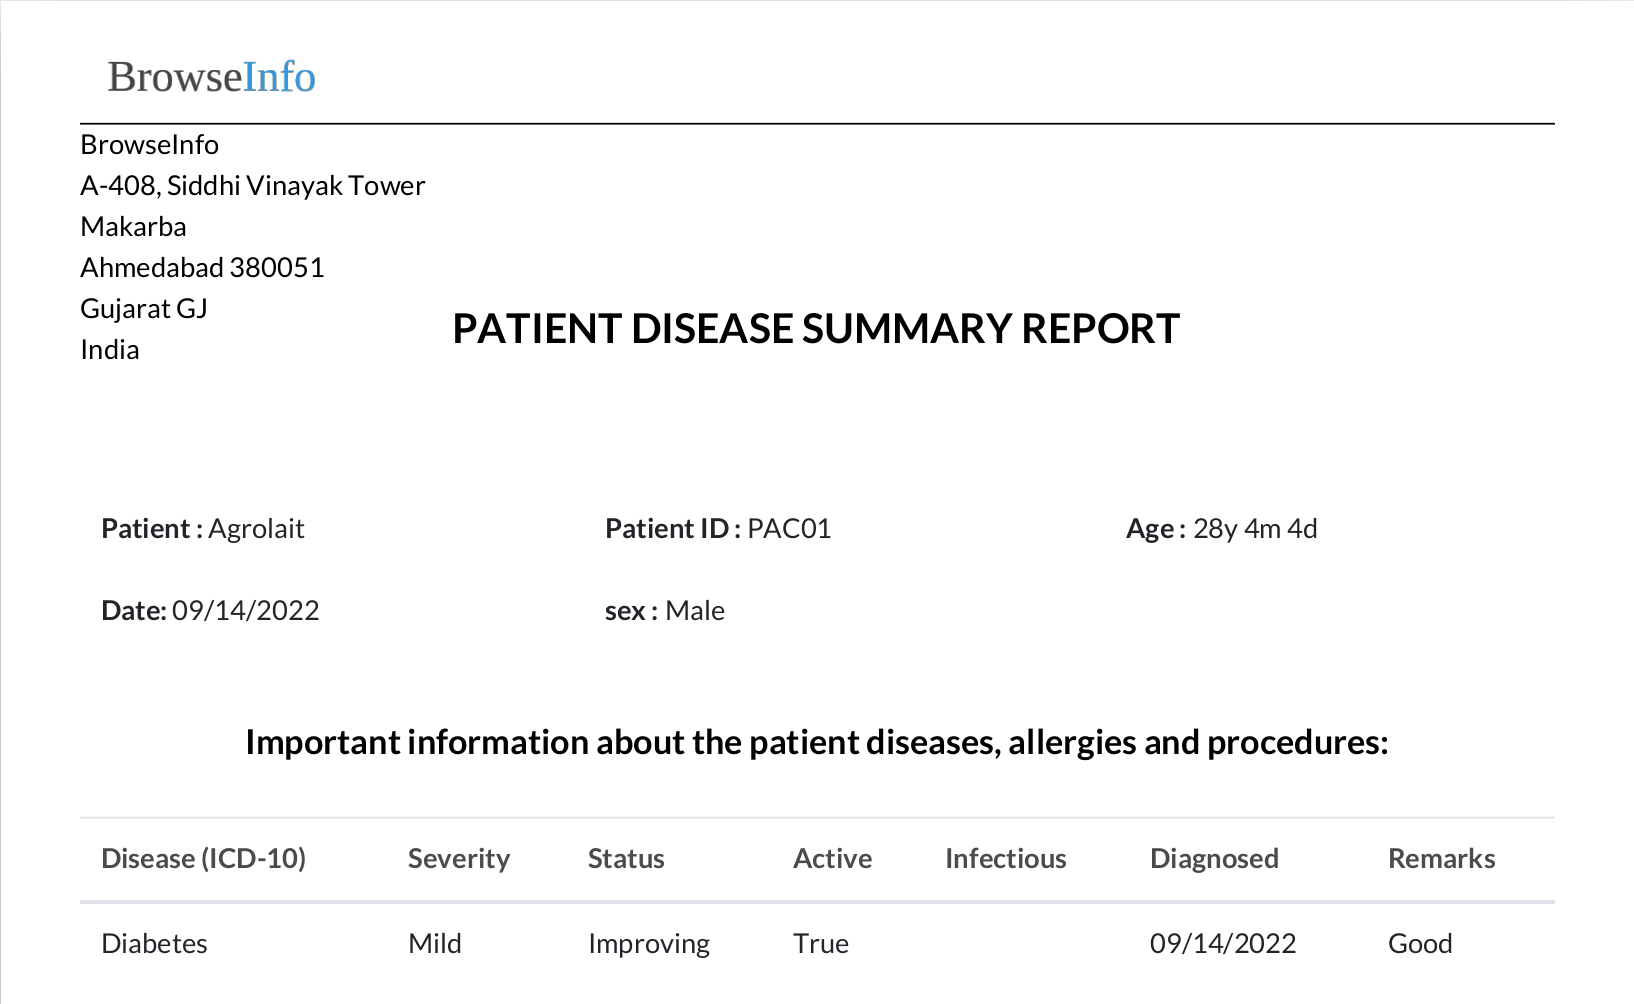 BrowseInfo
BrowseInfo
A-408, Siddhi Vinayak Tower
Makarba
Ahmedabad 380051
Gujarat GJ
India
PATIENT DISEASE SUMMARY REPORT
Patient : Agrolait Patient ID : PAC01 Age : 28y 4m 4d
Date: 09/14/2022 sex : Male
Important information about the patient diseases, allergies and procedures:
Disease (ICD-10) Severity Status Active Infectious Diagnosed Remarks
Diabetes Mild Improving True 09/14/2022 Good